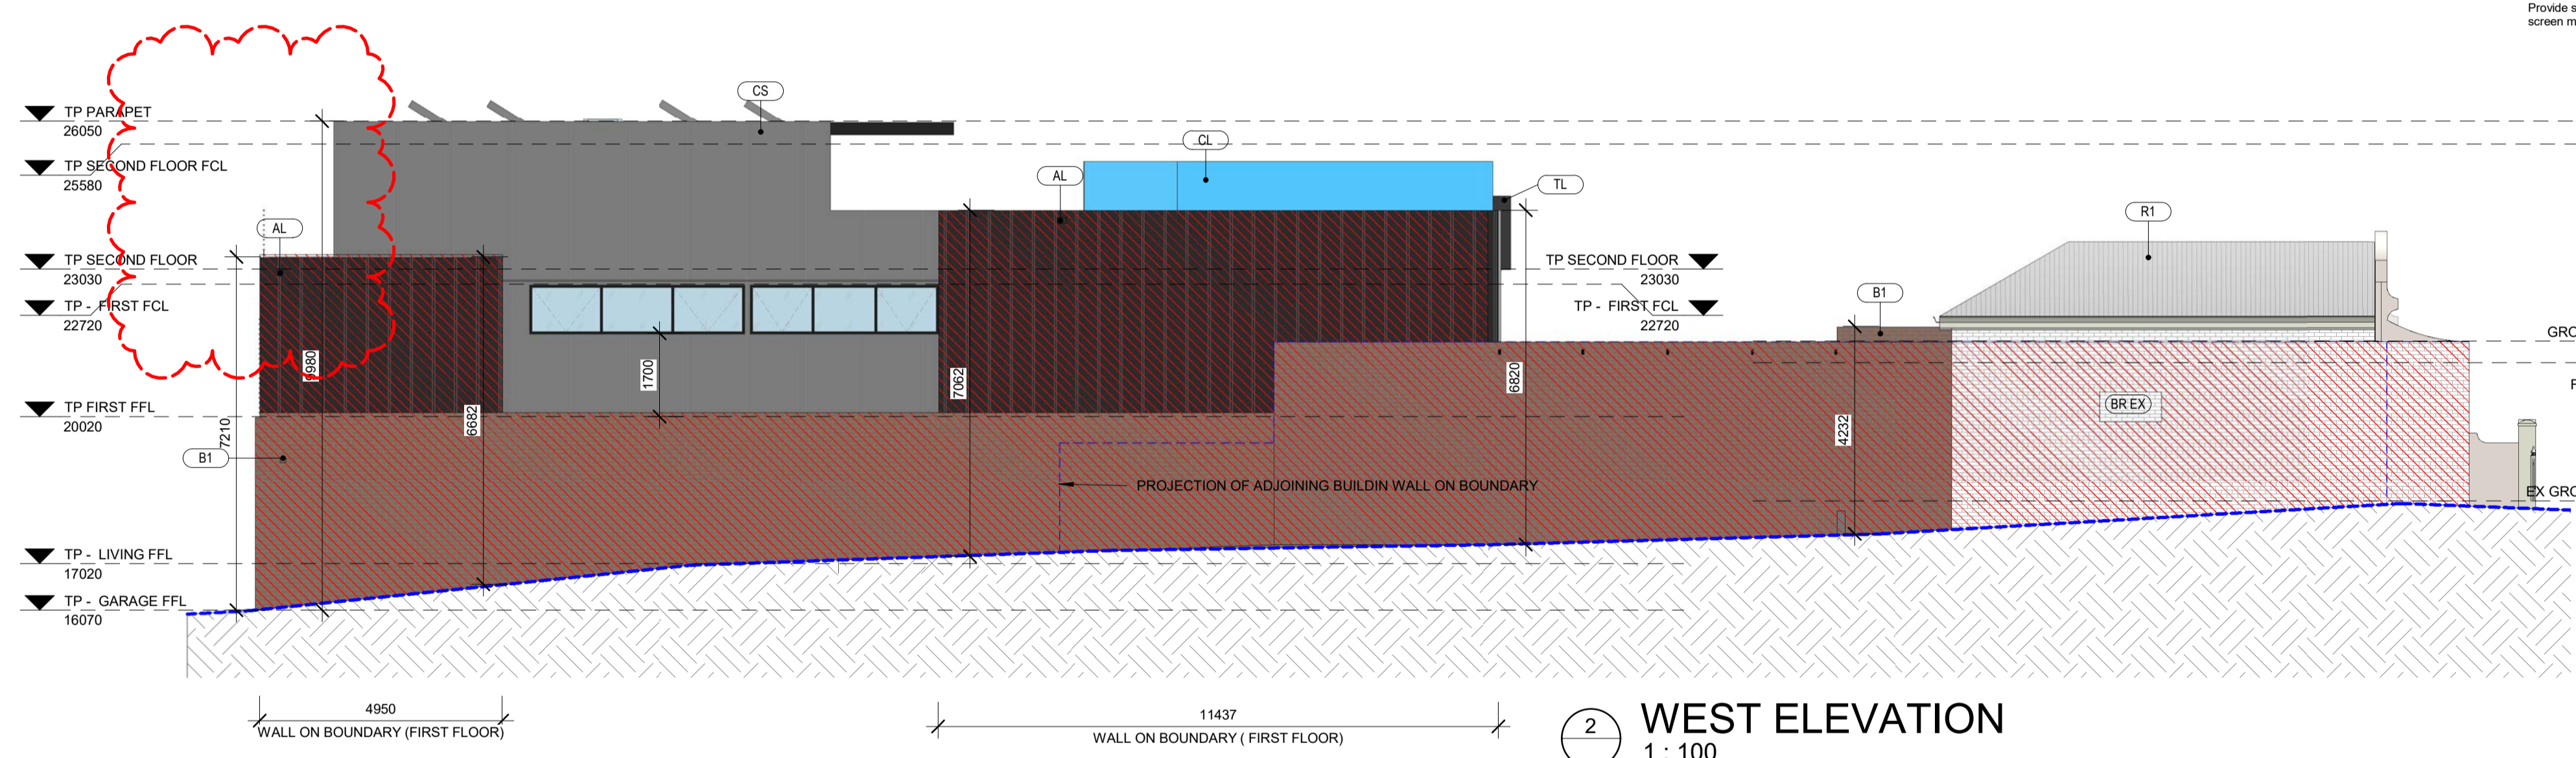 Provide s
screen m
CS
TP PARAPET
26050
CL
TP SECOND FLOOR FCL
25580
AL
TL
R1
AL
TP SECOND FLOOR
23030
TP SECOND FLOOR
23030
B1
TP - FIRST FCL
22720
TP - FIRST FCL
22720
GRO
9980
1700
7062
6820
F
BR EX
TP FIRST FFL
20020
7210
6682
4232
B1
PROJECTION OF ADJOINING BUILDIN WALL ON BOUNDARY
EX GRO
TP - LIVING FFL
17020
TP - GARAGE FFL
16070
4950
WALL ON BOUNDARY (FIRST FLOOR)
11437
WALL ON BOUNDARY ( FIRST FLOOR)
2
WEST ELEVATION
1 : 100